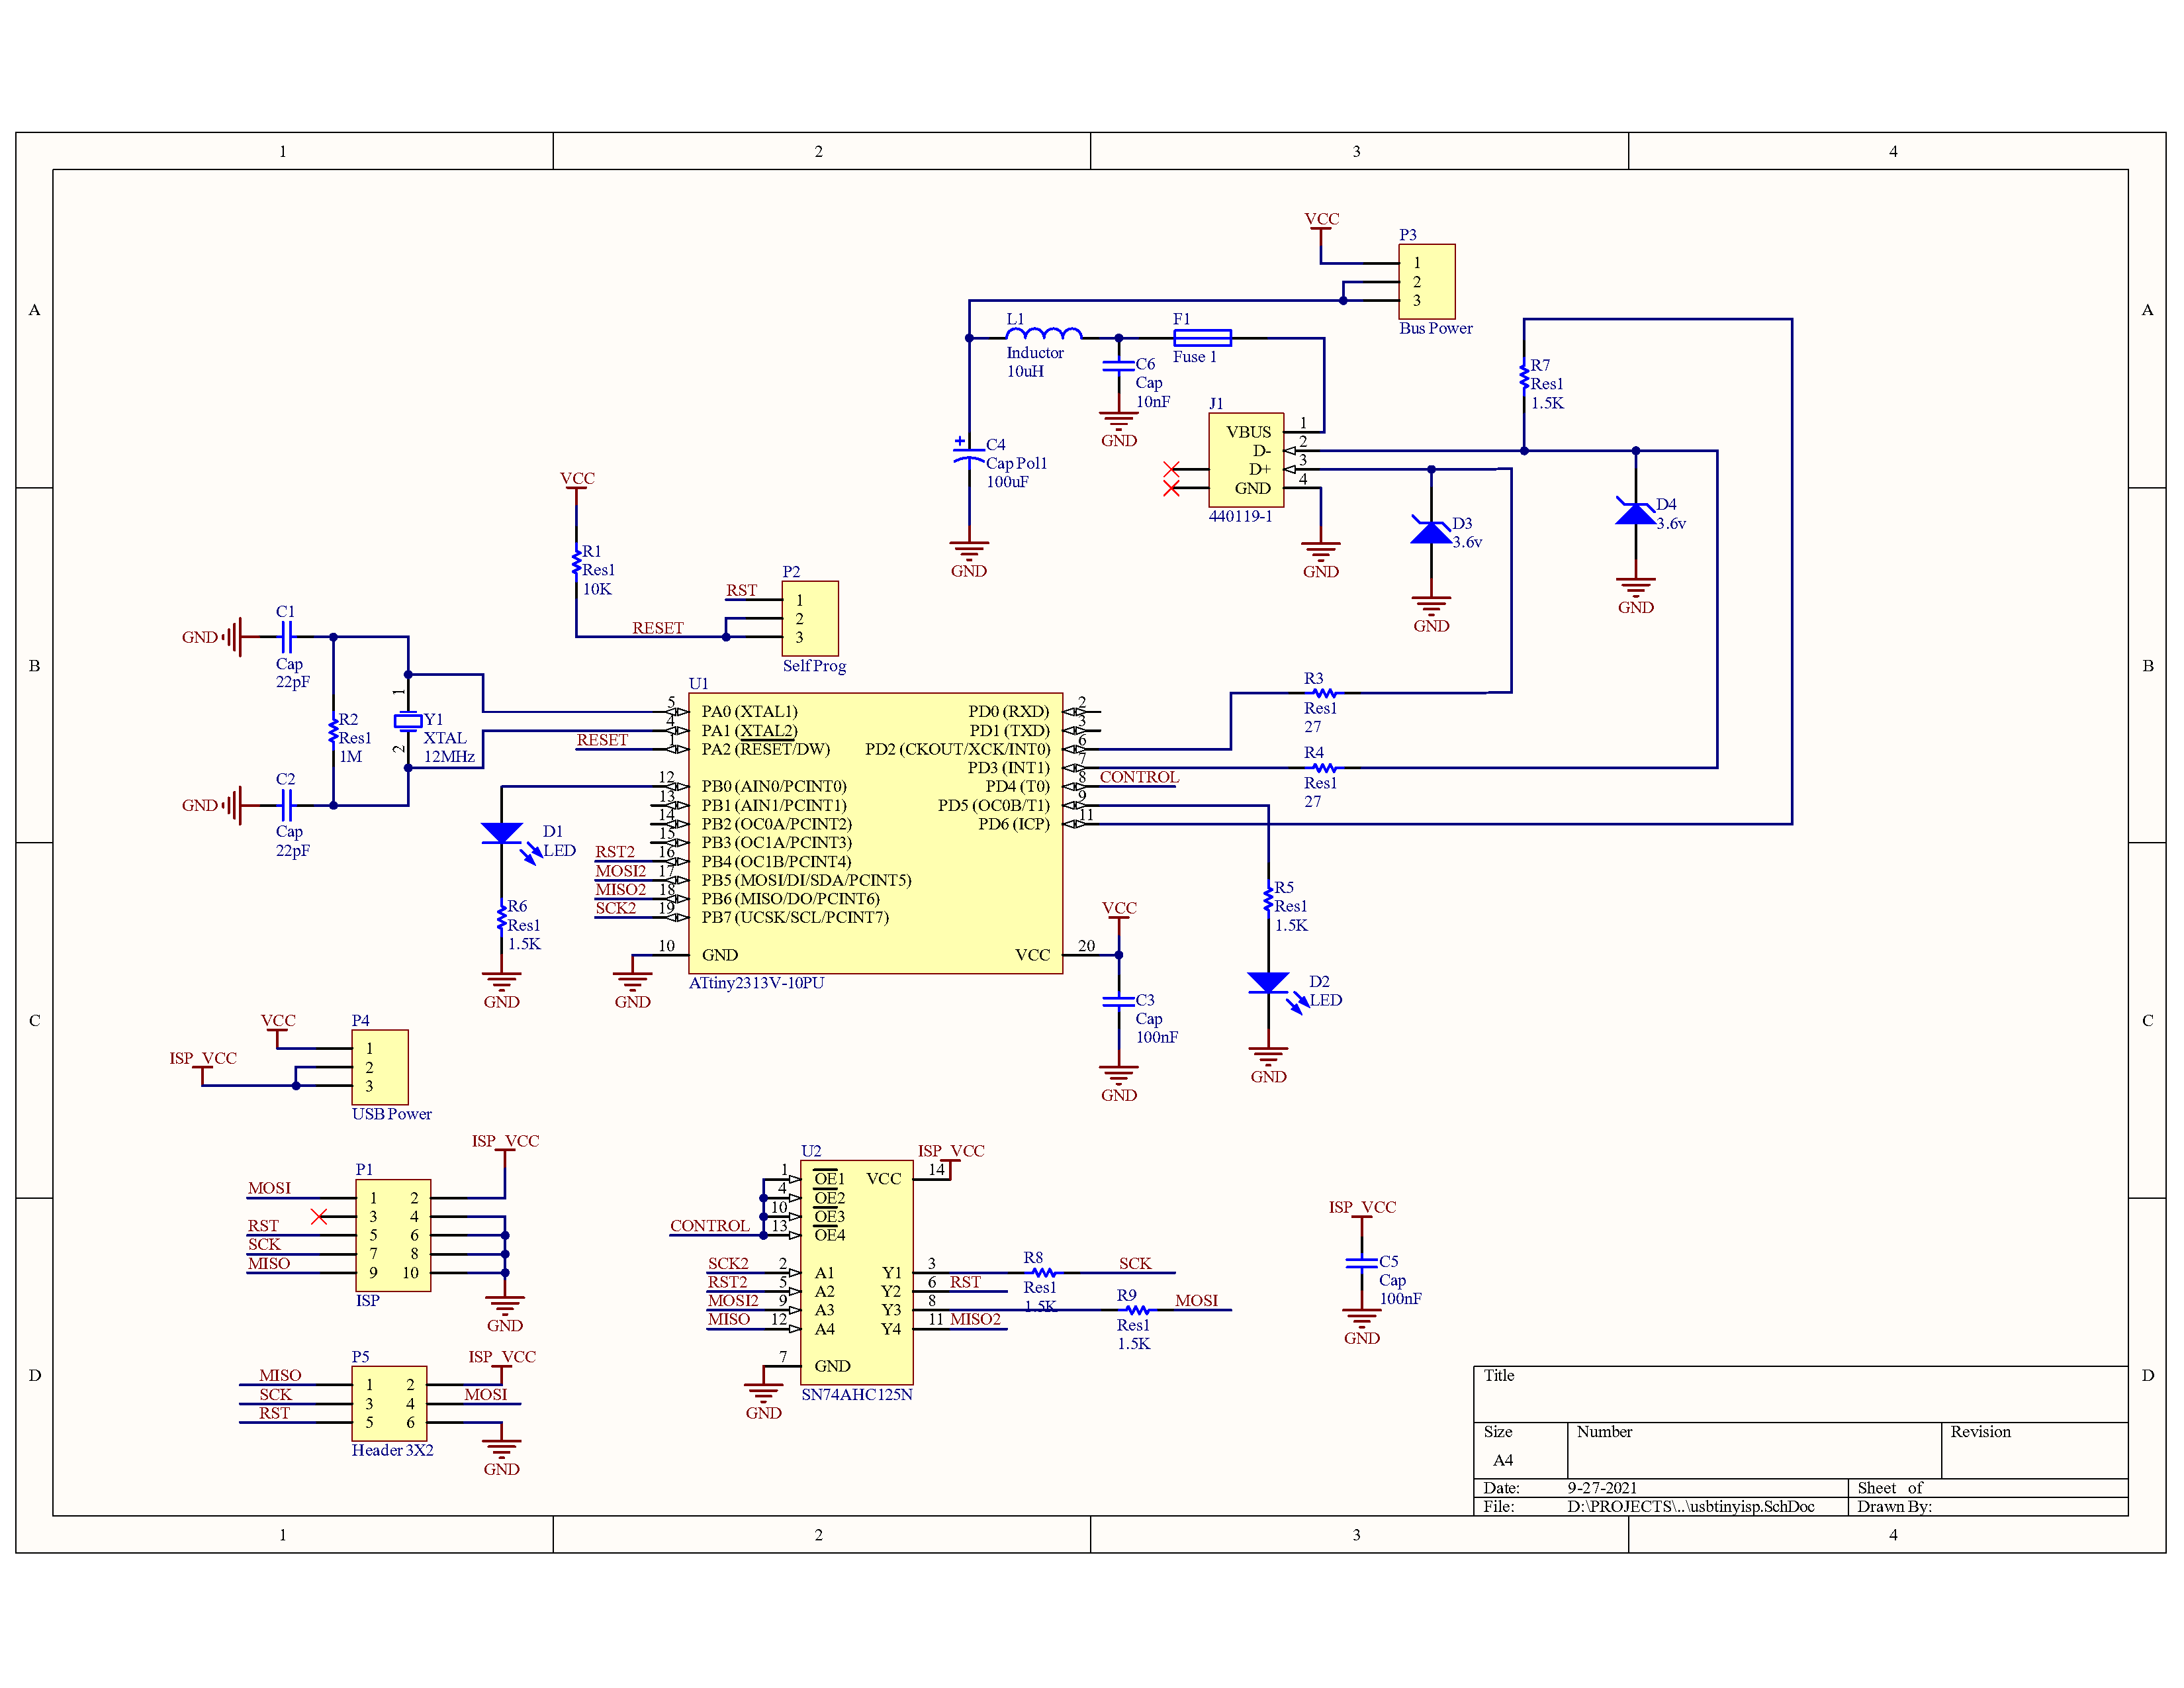 1
2
3
4
A
A
VCC
P3
1
2
3
Bus Power
L1
Inductor
10uH
F1
Fuse 1
C6
Cap
10nF
GND
R7
Res1
1.5K
J1
VBUS 1
D- 2
D+ 3
GND 4
440119-1
C4
Cap Pol1
100uF
GND
GND
D3
3.6v
GND
D4
3.6v
GND
VCC
R1
Res1
10K
RESET
P2
RST
1
2
3
Self Prog
B
B
GND
C1
Cap
22pF
R2
Res1
1M
1
Y1
XTAL
12MHz
2
GND
C2
Cap
22pF
U1
5 PA0 (XTAL1)
4 PA1 (XTAL2)
RESET 1 PA2 (RESET/DW)
12 PB0 (AIN0/PCINT0)
13 PB1 (AIN1/PCINT1)
14 PB2 (OC0A/PCINT2)
15 PB3 (OC1A/PCINT3)
RST2 16 PB4 (OC1B/PCINT4)
MOSI2 17 PB5 (MOSI/DI/SDA/PCINT5)
MISO2 18 PB6 (MISO/DO/PCINT6)
SCK2 19 PB7 (UCSK/SCL/PCINT7)
10 GND
PD0 (RXD) 2
PD1 (TXD) 3
PD2 (CKOUT/XCK/INT0) 6
PD3 (INT1) 7
PD4 (T0) 8 CONTROL
PD5 (OC0B/T1) 9
PD6 (ICP) 11
VCC 20
ATtiny2313V-10PU
GND
R3
Res1
27
R4
Res1
27
D1
LED
R6
Res1
1.5K
GND
R5
Res1
1.5K
D2
LED
GND
VCC
C3
Cap
100nF
GND
C
C
VCC
ISP_VCC
P4
1
2
3
USB Power
ISP_VCC
P1
MOSI 1 2
3 4
RST 5 6
SCK 7 8
MISO 9 10
ISP
GND
U2
ISP_VCC
1 OE1 VCC 14
4 OE2
10 OE3
CONTROL 13 OE4
SCK2 2 A1 Y1 3
RST2 5 A2 Y2 6 RST
MOSI2 9 A3 Y3 8
MISO 12 A4 Y4 11 MISO2
7 GND
SN74AHC125N
GND
R8
Res1
1.5K
SCK
R9
Res1
1.5K
MOSI
ISP_VCC
C5
Cap
100nF
GND
D
D
P5
ISP_VCC
MISO 1 2
SCK 3 4 MOSI
RST 5 6
Header 3X2
GND
Title
Size
A4
Number
Revision
Date: 9-27-2021
Sheet of
File: D:\PROJECTS\..\usbtinyisp.SchDoc
Drawn By:
1
2
3
4